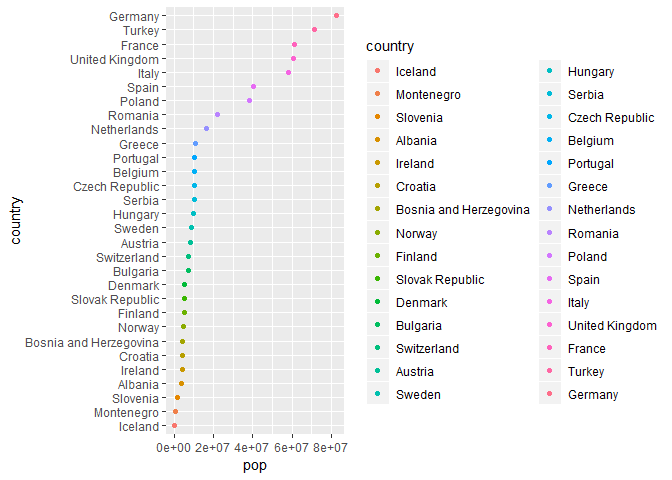 Germany
Turkey
France
United Kingdom
Italy
Spain
Poland
Romania
Netherlands
Greece
Portugal
Belgium
Czech Republic
Serbia
Hungary
Sweden
Austria
Switzerland
Bulgaria
Denmark
Slovak Republic
Finland
Norway
Bosnia and Herzegovina
Croatia
Ireland
Albania
Slovenia
Montenegro
Iceland
country
0e+00 2e+07 4e+07 6e+07 8e+07
pop
country
Iceland
Montenegro
Slovenia
Albania
Ireland
Croatia
Bosnia and Herzegovina
Norway
Finland
Slovak Republic
Denmark
Bulgaria
Switzerland
Austria
Sweden
Hungary
Serbia
Czech Republic
Belgium
Portugal
Greece
Netherlands
Romania
Poland
Spain
Italy
United Kingdom
France
Turkey
Germany